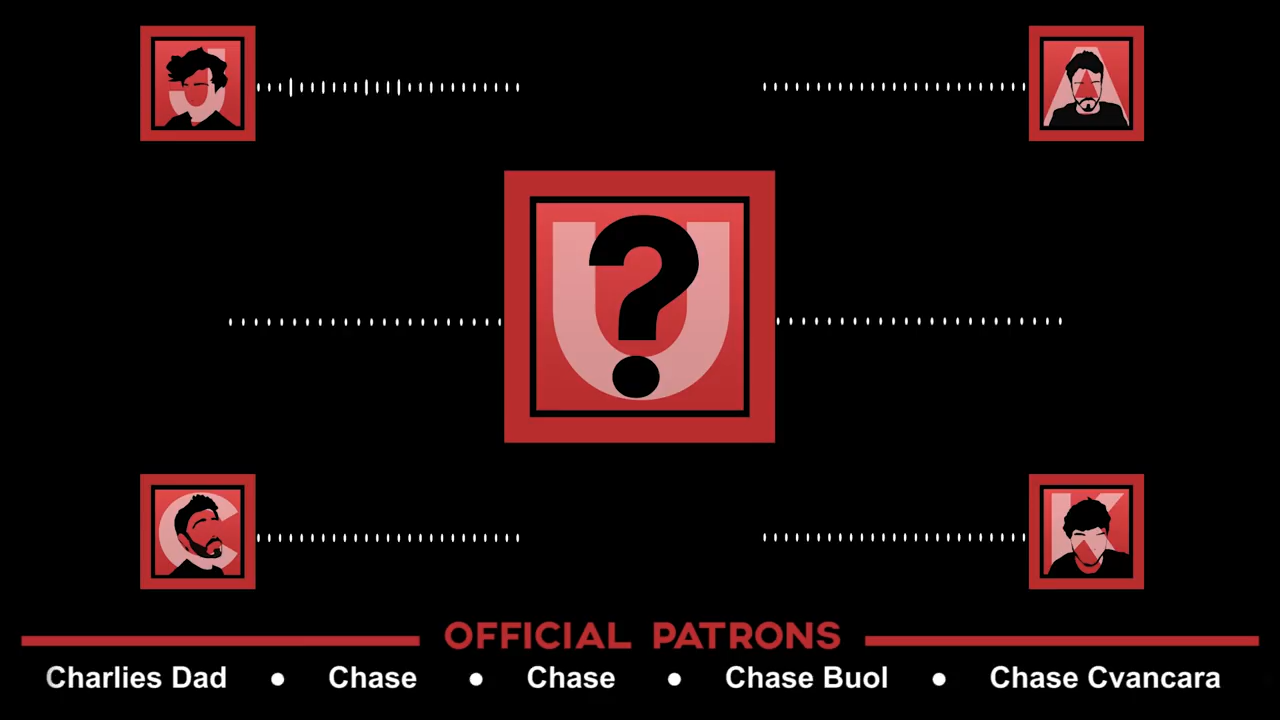 J
A
U?
C
K
OFFICIAL PATRONS
Charlies Dad • Chase • Chase • Chase Buol • Chase Cvancara